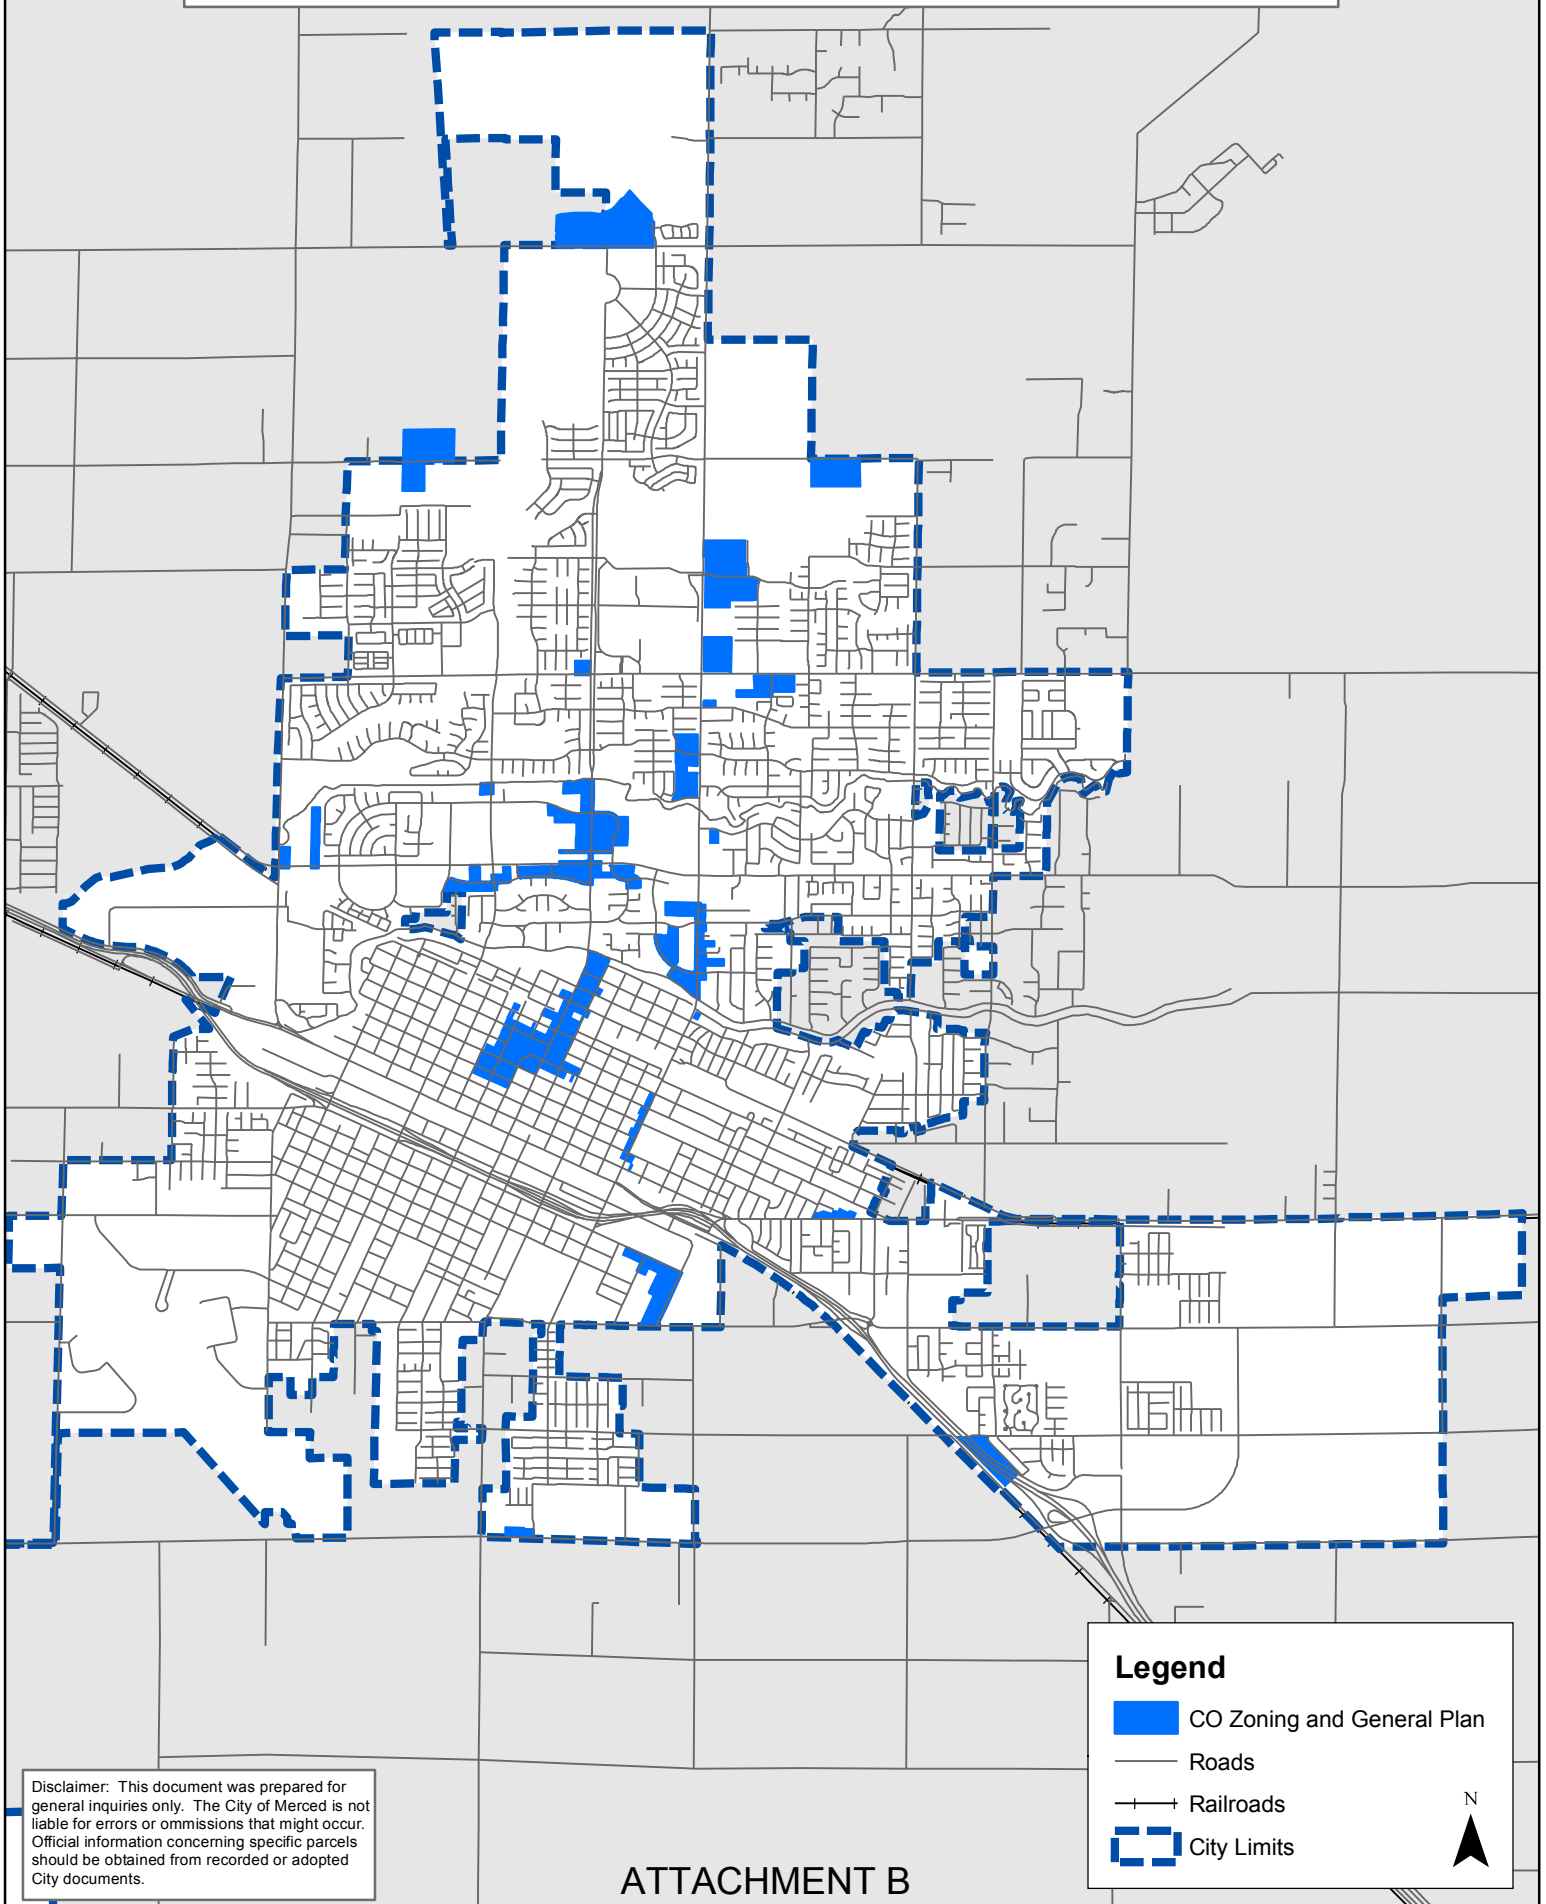 Legend
CO Zoning and General Plan
Roads
Railroads
City Limits
N
Disclaimer:  This document was prepared for
general inquiries only.  The City of Merced is not
liable for errors or ommissions that might occur.
Official information concerning specific parcels
should be obtained from recorded or adopted
City documents.
ATTACHMENT B